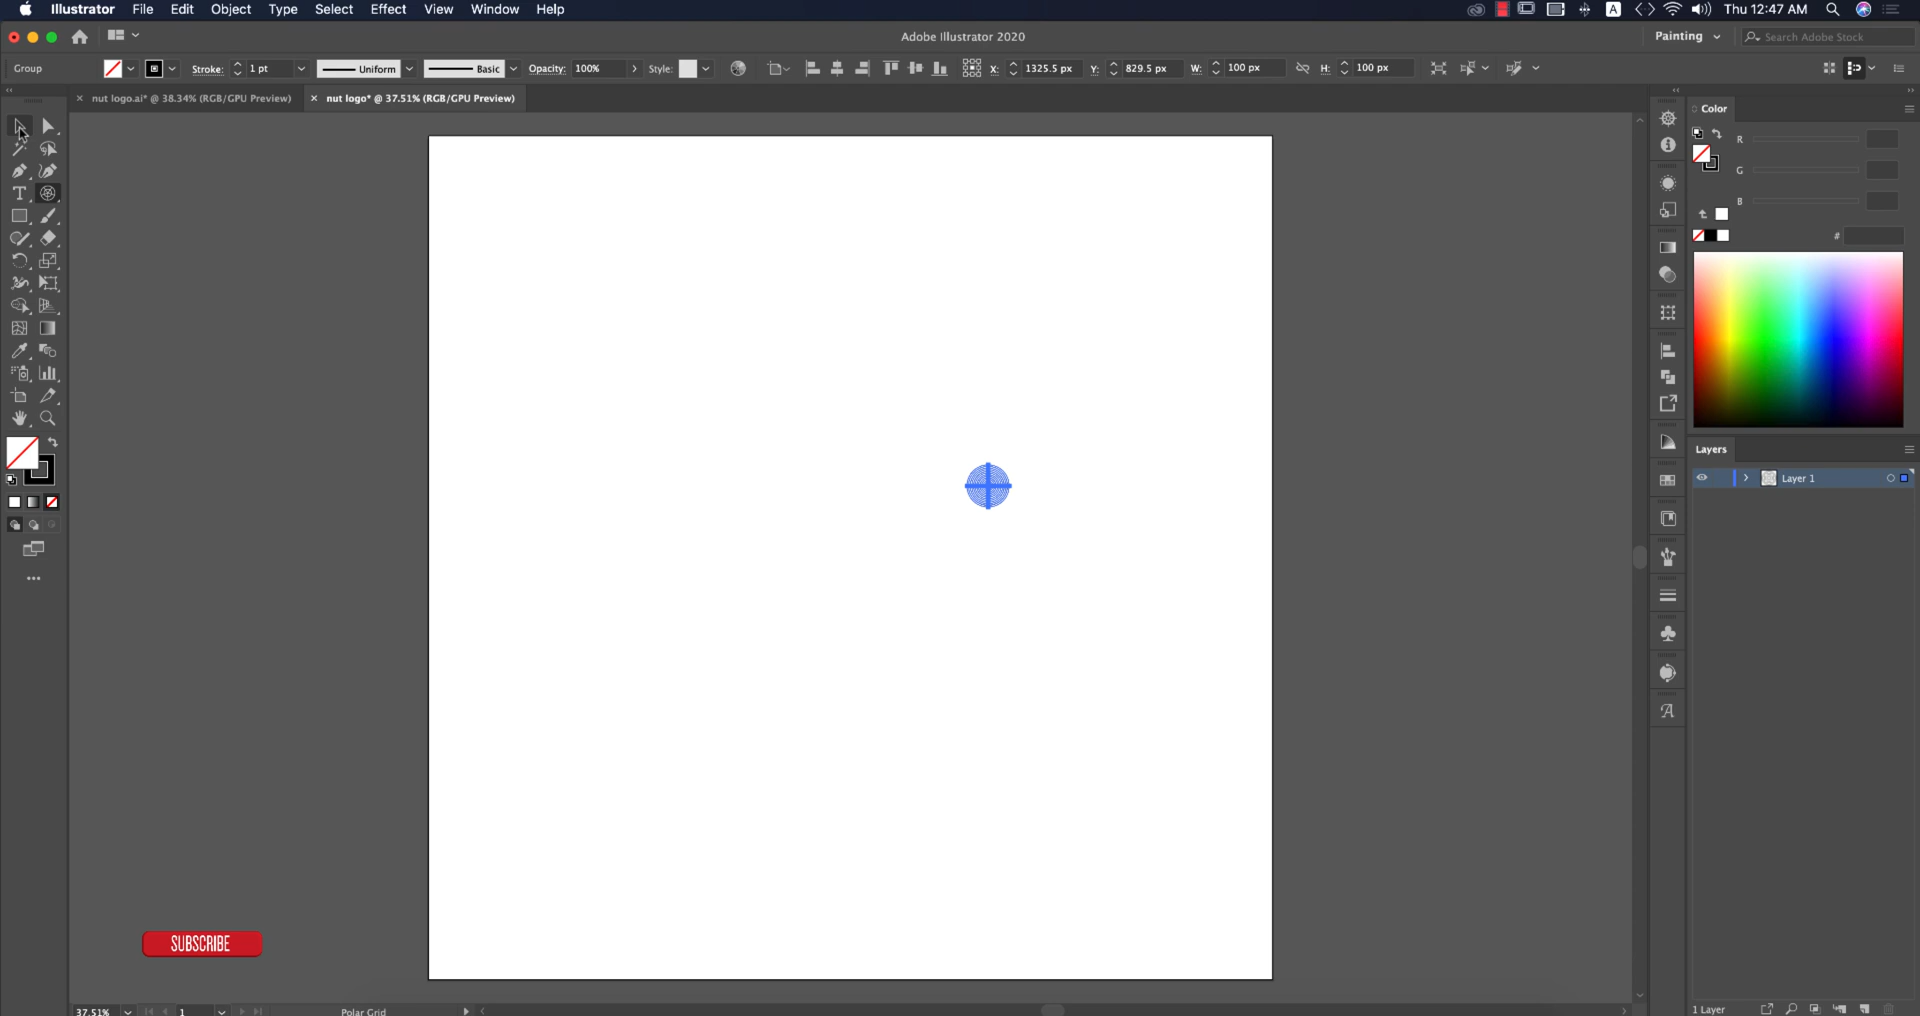 Illustrator File Edit Object Type Select Effect View Window Help
A Thu 12:47 AM
Adobe Illustrator 2020
Painting
Search Adobe Stock
Group
Stroke: 1 pt Uniform Basic Opacity: 100% Style: X: 1325.5 px Y: 829.5 px W: 100 px H: 100 px
nut logo.ai* @ 38.34% (RGB/GPU Preview)
nut logo* @ 37.51% (RGB/GPU Preview)
Color
R
G
B
#
Layers
Layer 1
SUBSCRIBE
37.51% 1 Polar Grid
1 Layer